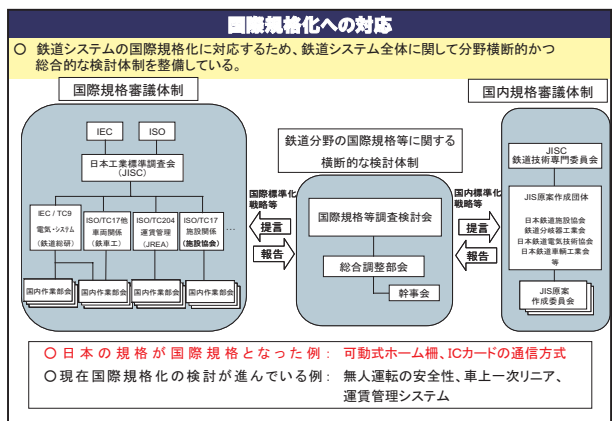 国際規格化への対応
○ 鉄道システムの国際規格化に対応するため、鉄道システム全体に関して分野横断的かつ
総合的な検討体制を整備している。
国際規格審議体制
IEC
ISO
日本工業標準調査会
(JISC)
IEC / TC9
電気・システム
(鉄道総研)
ISO/TC17他
車両関係
(鉄車工)
ISO/TC204
運賃管理
(JREA)
ISO/TC17
施設関係
(施設協会)
…
国内作業部会
国内作業部会
国内作業部会
国内作業部会
国際標準化
戦略等
提言
報告
鉄道分野の国際規格等に関する
横断的な検討体制
国際規格等調査検討会
総合調整部会
幹事会
国内標準化
戦略等
提言
報告
国内規格審議体制
JISC
鉄道技術専門委員会
JIS原案作成団体
日本鉄道施設協会
鉄道分岐器工業会
日本鉄道電気技術協会
日本鉄道車輌工業会
等
JIS原案
作成委員会
○日本の規格が国際規格となった例： 可動式ホーム柵、ICカードの通信方式
○現在国際規格化の検討が進んでいる例： 無人運転の安全性、車上一次リニア、
運賃管理システム